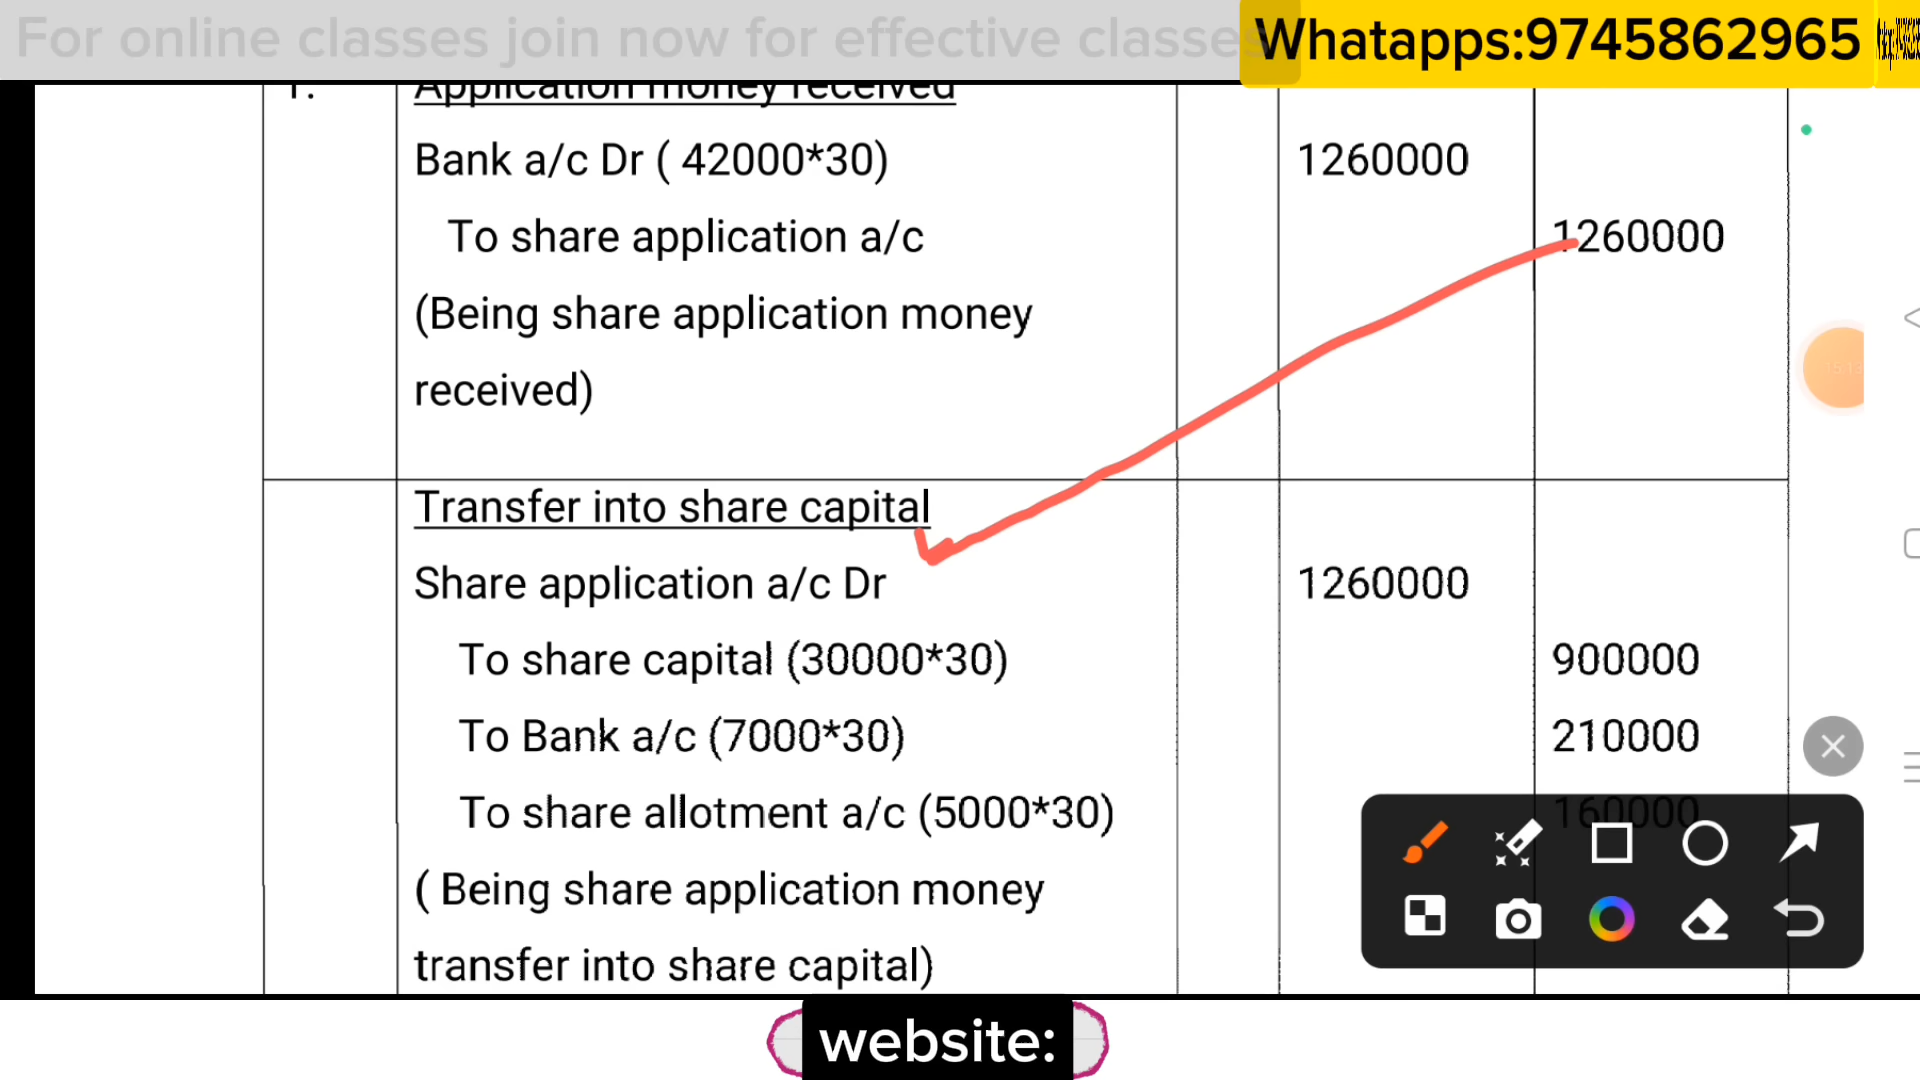 For online classes join now for effective classes
Whatapps:9745862965
1. Application money received
Bank a/c Dr ( 42000*30) 1260000
To share application a/c 1260000
(Being share application money
received)
Transfer into share capital
Share application a/c Dr 1260000
To share capital (30000*30) 900000
To Bank a/c (7000*30) 210000
To share allotment a/c (5000*30) 160000
( Being share application money
transfer into share capital)
website: